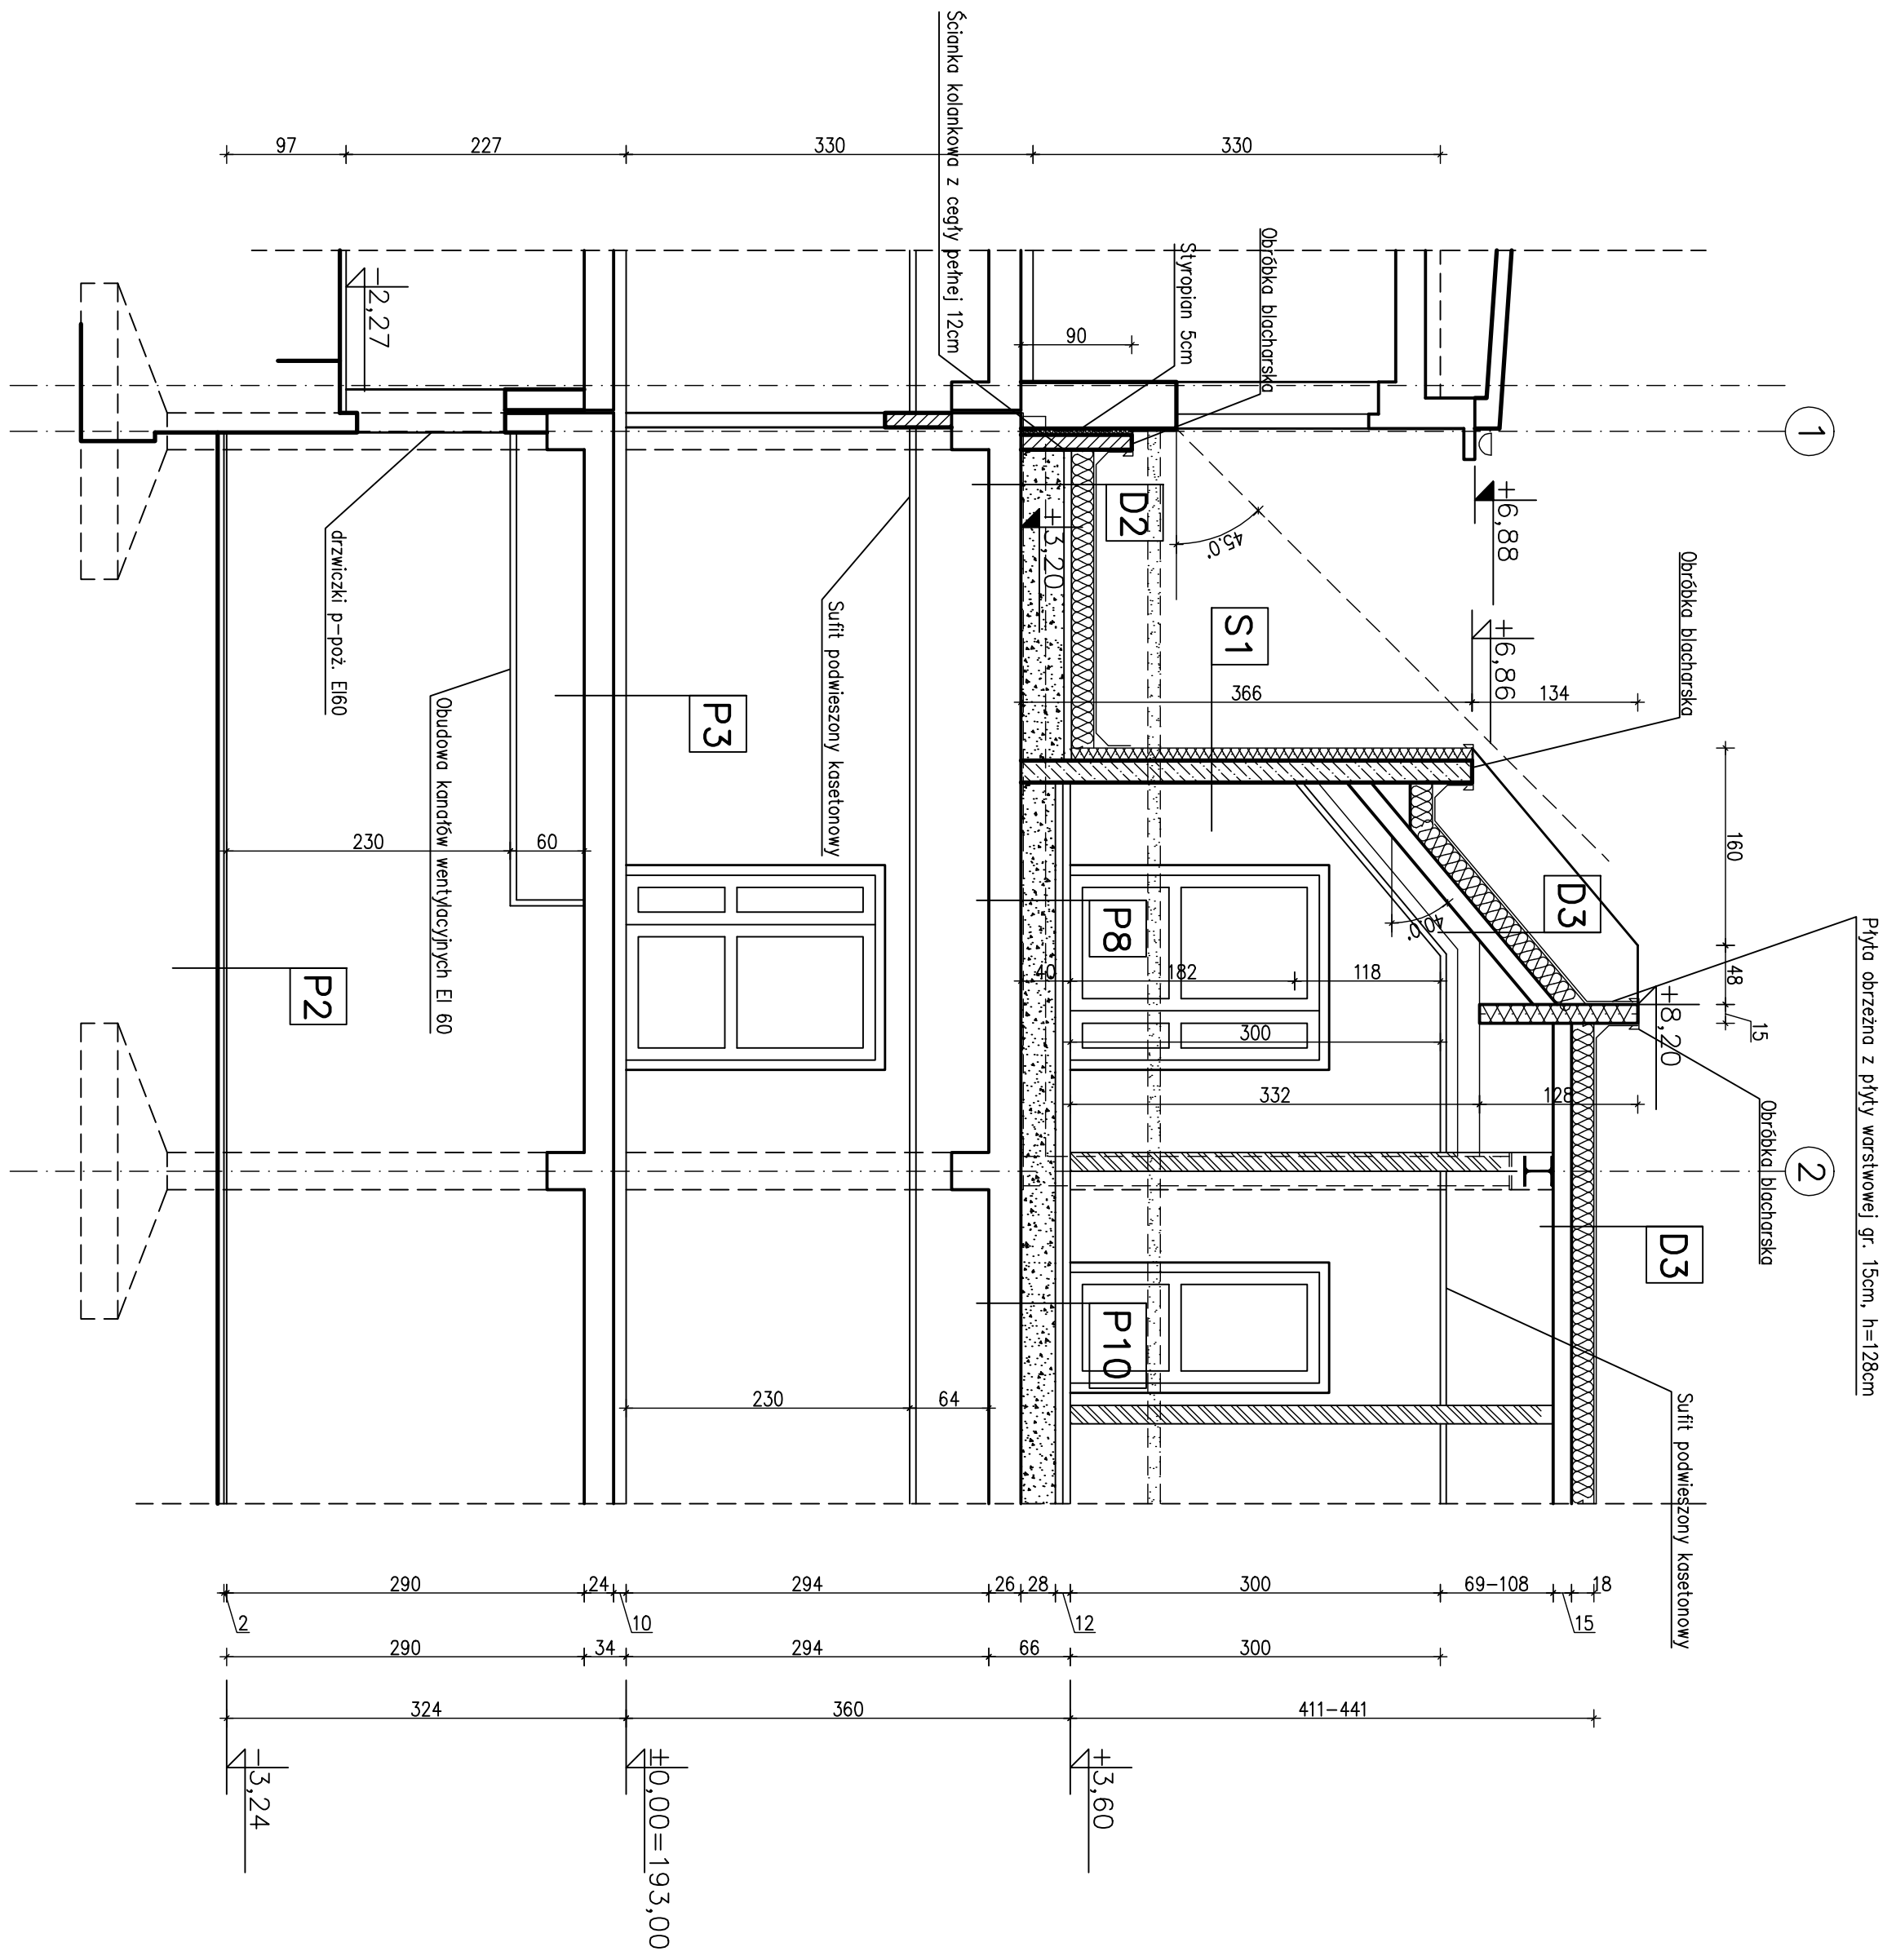 Ścianka kolankowa z cegły pełnej 12cm
97
227
330
330
Obróbka blacharska
Styropian 5cm
-2,27
90
1
+6,88
D2
+3,20
45.0°
Obróbka blacharska
drzwiczki p-poż. EI60
Sufit podwieszony kasetonowy
S1
+6,86
366
134
P3
Obudowa kanałów wentylacyjnych EI 60
230
60
160
D3
Płyta obrzeżna z płyty warstwowej gr. 15cm, h=128cm
P8
40.0°
P2
40
182
118
48
+8,20
15
300
332
128
Obróbka blacharska
2
D3
P10
230
64
Sufit podwieszony kasetonowy
290
24
294
26
28
300
69-108
18
2
10
12
15
290
34
294
66
300
324
360
411-441
-3,24
±0,00=193,00
±3,60